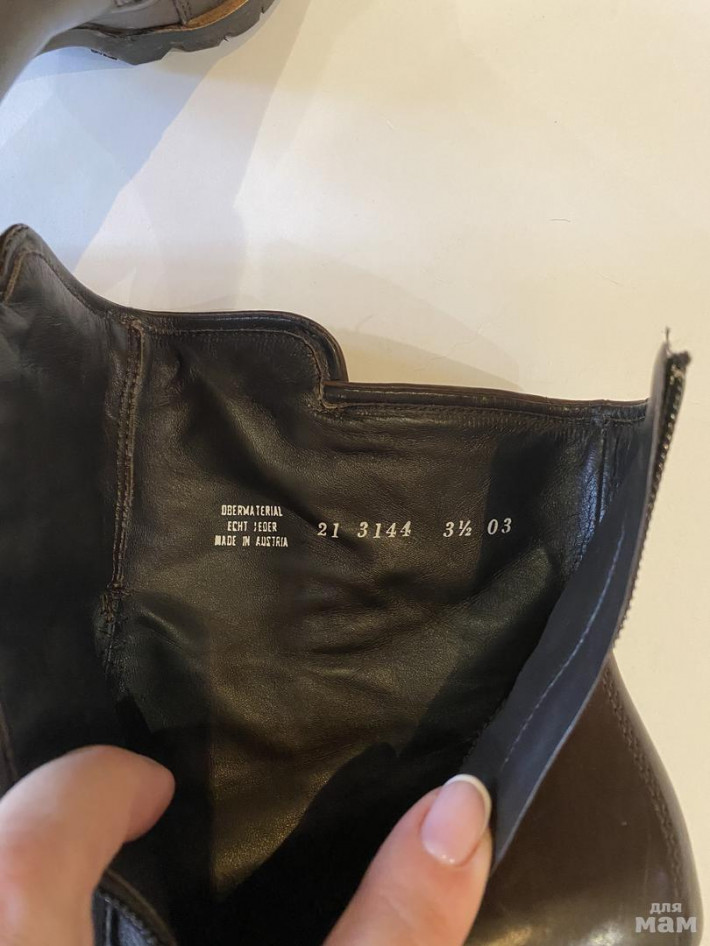 OBERMATERIAL
ECHT LEDER
MADE IN AUSTRIA
21 3144 3½ 03
для
мам